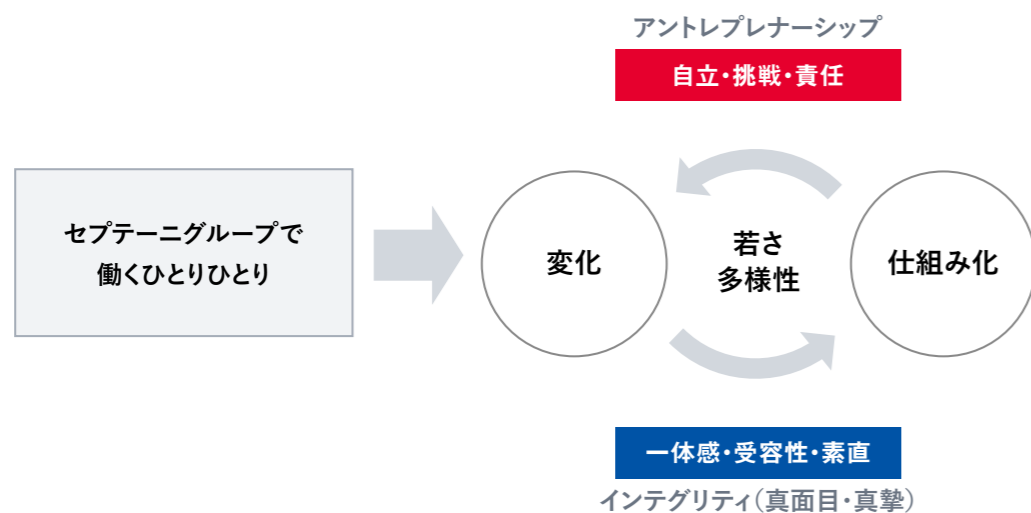 アントレプレナーシップ
自立・挑戦・責任
セプテーニグループで
働くひとりひとり
変化
若さ
多様性
仕組み化
一体感・受容性・素直
インテグリティ(真面目・真摯)